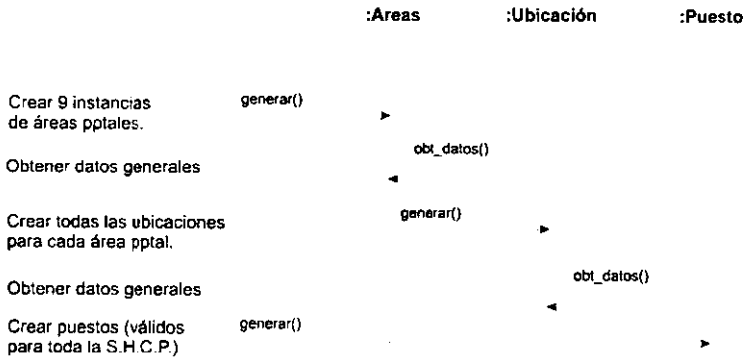 :Areas :Ubicación :Puesto
Crear 9 instancias generar()
de áreas pptales.
obt_datos()
Obtener datos generales
Crear todas las ubicaciones generar()
para cada área pptal.
obt_datos()
Obtener datos generales
Crear puestos (válidos generar()
para toda la S.H.C.P.)